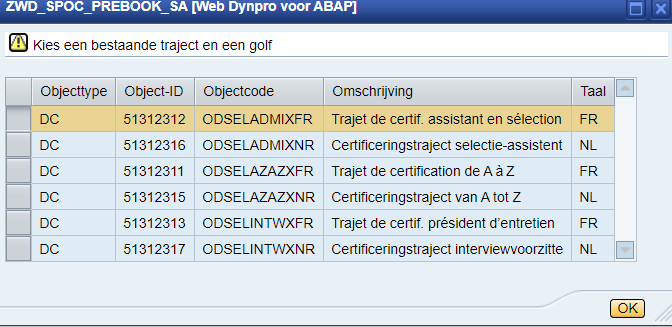 ZWD_SPOC_PREBOOK_SA [Web Dynpro voor ABAP]
Kies een bestaande traject en een golf
Objecttype Object-ID Objectcode Omschrijving Taal
DC 51312312 ODSELADMIXFR Trajet de certif. assistant en sélection FR
DC 51312316 ODSELADMIXNR Certificeringstraject selectie-assistent NL
DC 51312311 ODSELAZAZXFR Trajet de certification de A à Z FR
DC 51312315 ODSELAZAZXNR Certificeringstraject van A tot Z NL
DC 51312313 ODSELINTWXFR Trajet de certif. président d'entretien FR
DC 51312317 ODSELINTWXNR Certificeringstraject interviewvoorzitte NL
OK